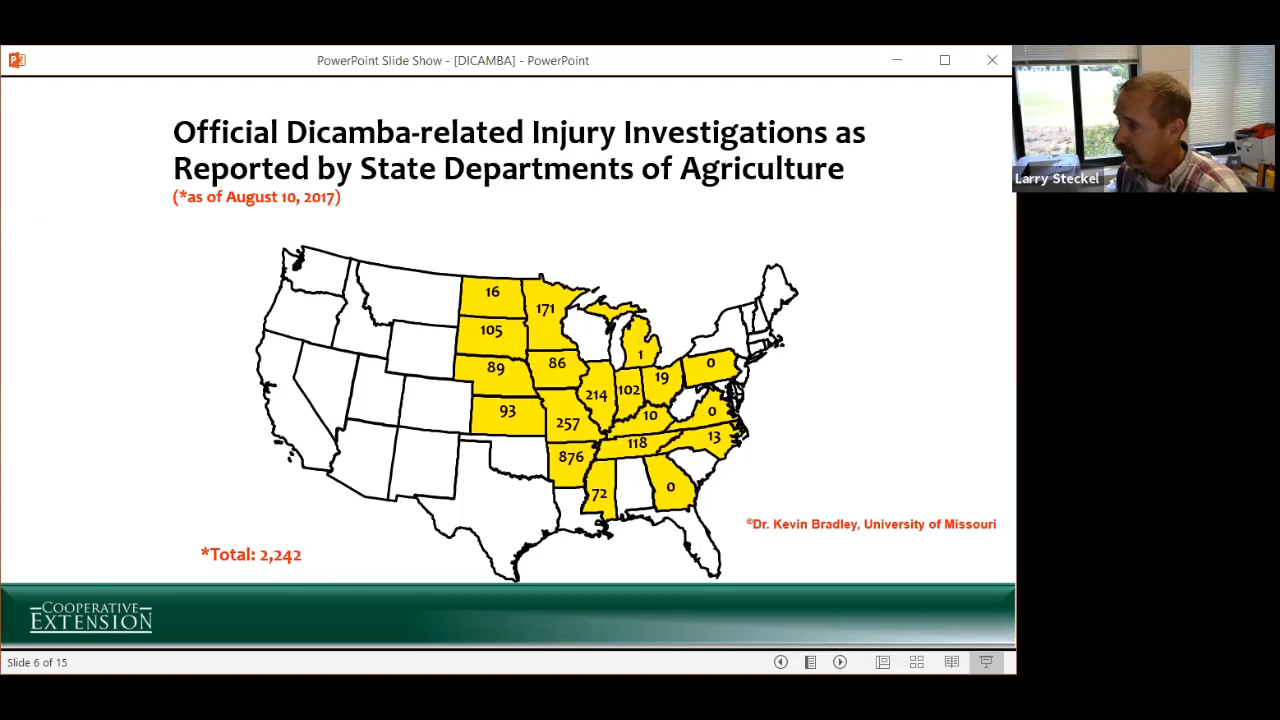 PowerPoint Slide Show - [DICAMBA] - PowerPoint
Official Dicamba-related Injury Investigations as
Reported by State Departments of Agriculture
(*as of August 10, 2017)
Larry Steckel
16
171
105
89
86
1
0
93
214
102
19
257
10
0
876
118
13
72
0
©Dr. Kevin Bradley, University of Missouri
*Total: 2,242
COOPERATIVE
EXTENSION
Slide 6 of 15